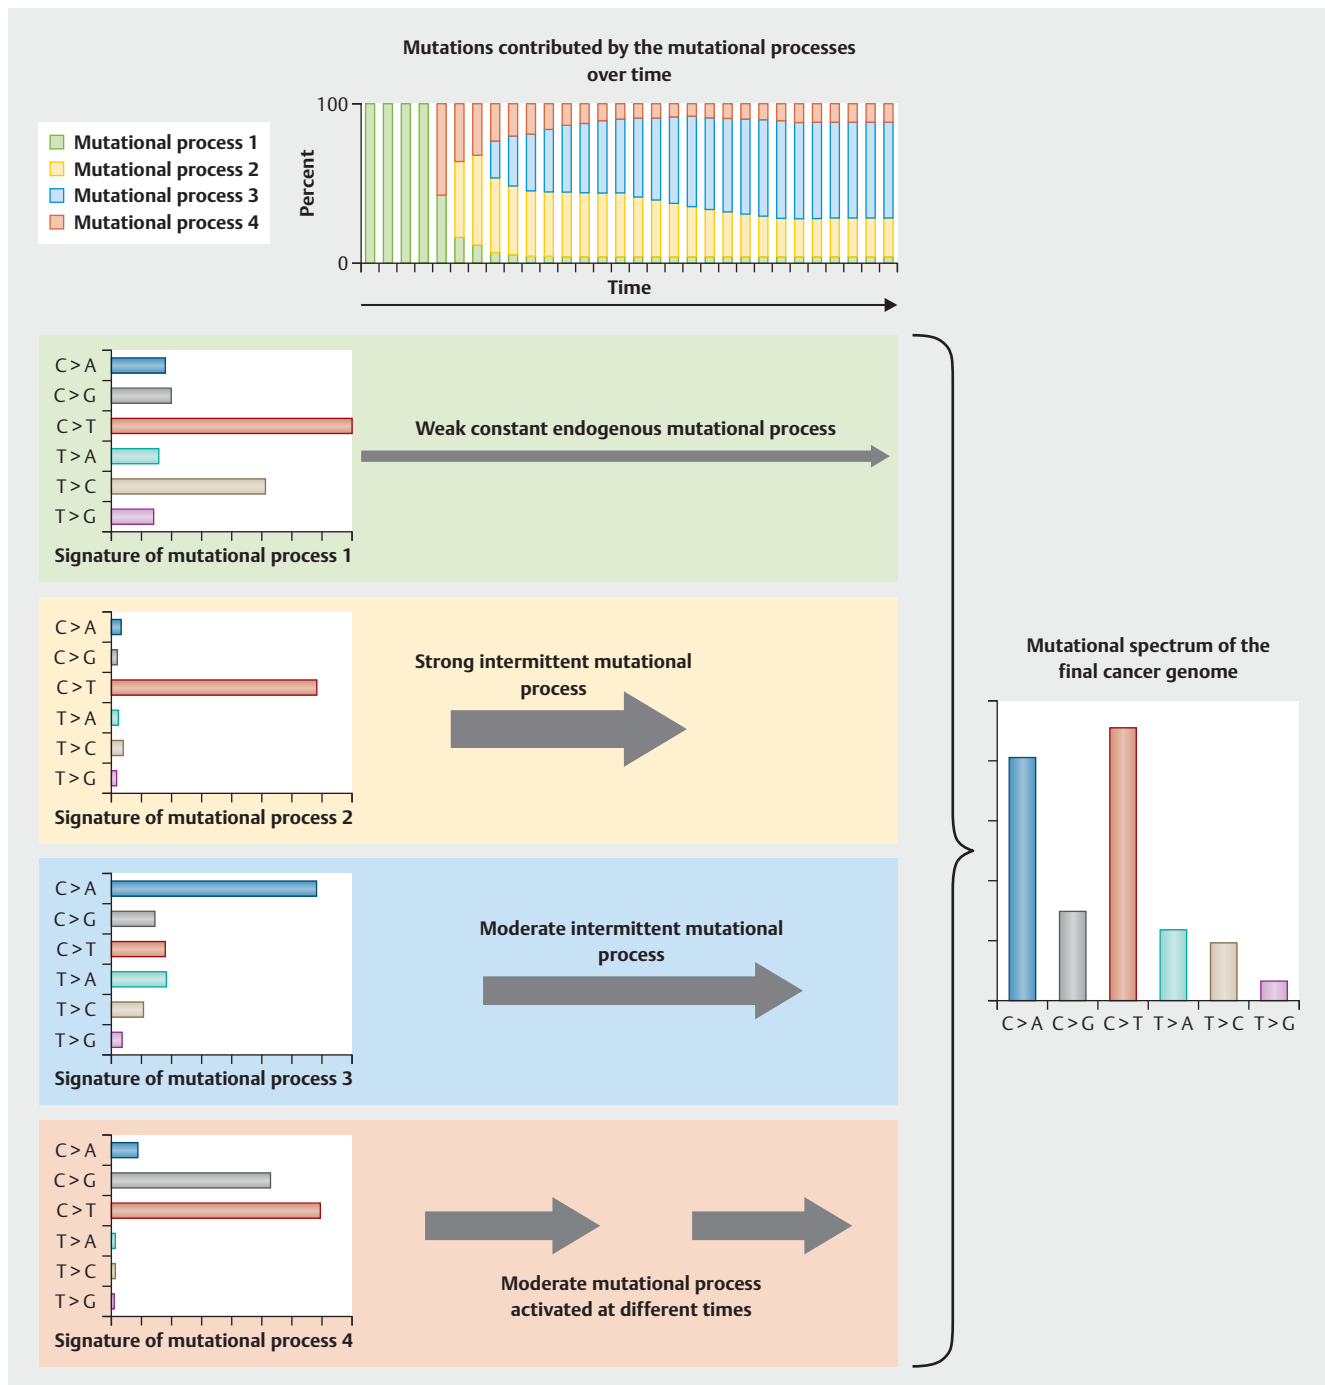 Mutations contributed by the mutational processes
over time
Mutational process 1
Mutational process 2
Mutational process 3
Mutational process 4
Percent
100
0
Time
C>A
C>G
C>T
T>A
T>C
T>G
Signature of mutational process 1
Weak constant endogenous mutational process
C>A
C>G
C>T
T>A
T>C
T>G
Signature of mutational process 2
Strong intermittent mutational
process
C>A
C>G
C>T
T>A
T>C
T>G
Signature of mutational process 3
Moderate intermittent mutational
process
C>A
C>G
C>T
T>A
T>C
T>G
Signature of mutational process 4
Moderate mutational process
activated at different times
Mutational spectrum of the
final cancer genome
C>A C>G C>T T>A T>C T>G